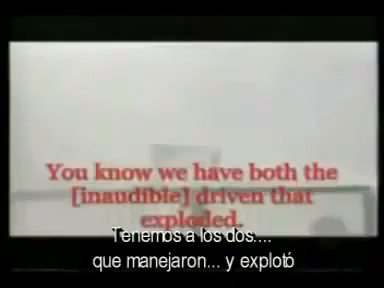 You know we have both the
[inaudible] driven that
exploded.
Tenemos a los dos....
que manejaron... y explotó